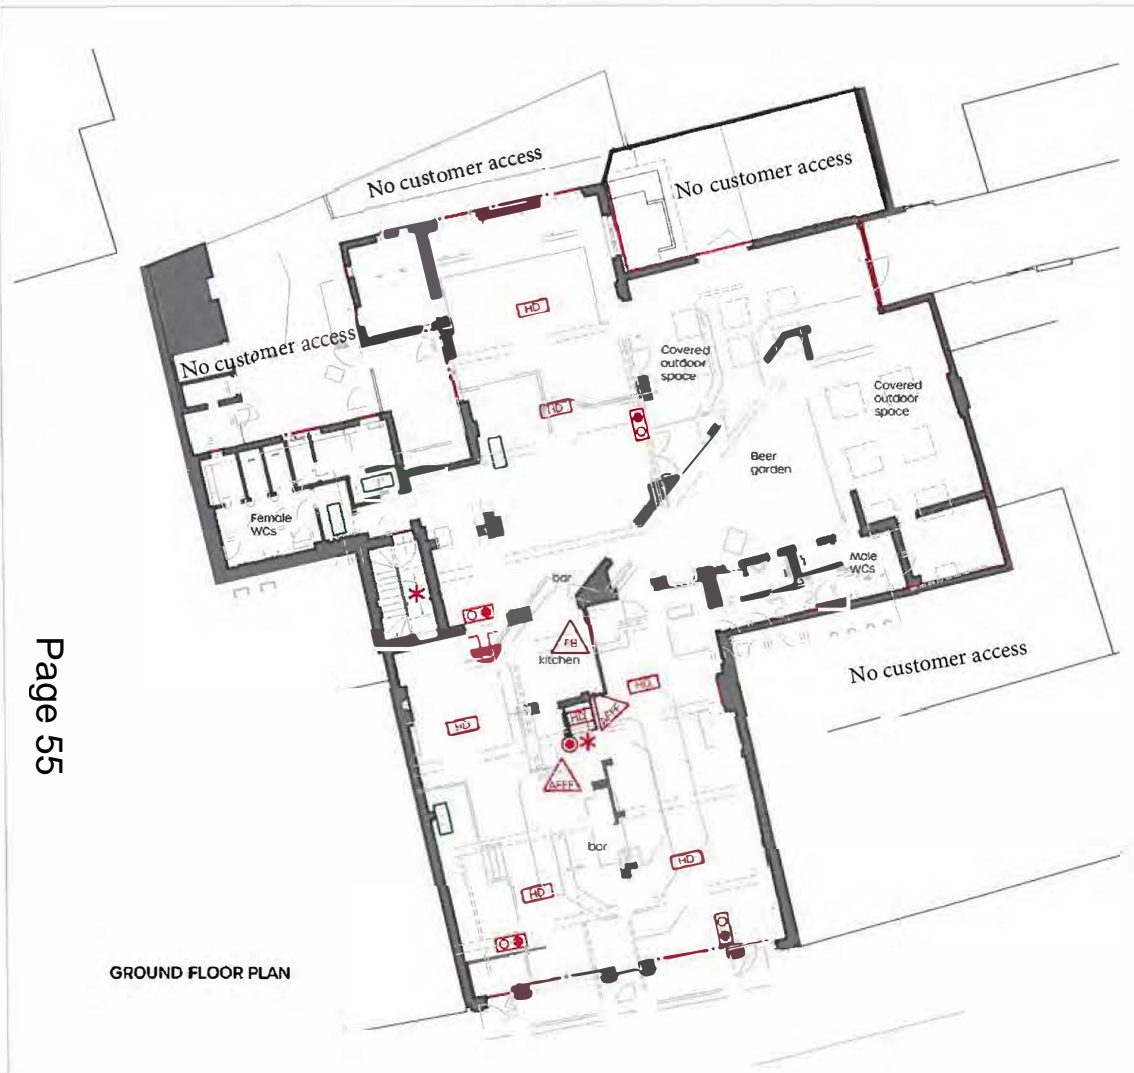 No customer access
No customer access
No customer access
HD
Covered
outdoor
space
Covered
outdoor
space
HD
Beer
garden
Female
WCs
Male
WCs
bar
kitchen
No customer access
HD
HD
HD
AFFF
AFFF
bar
HD
HD
Page 55
GROUND FLOOR PLAN